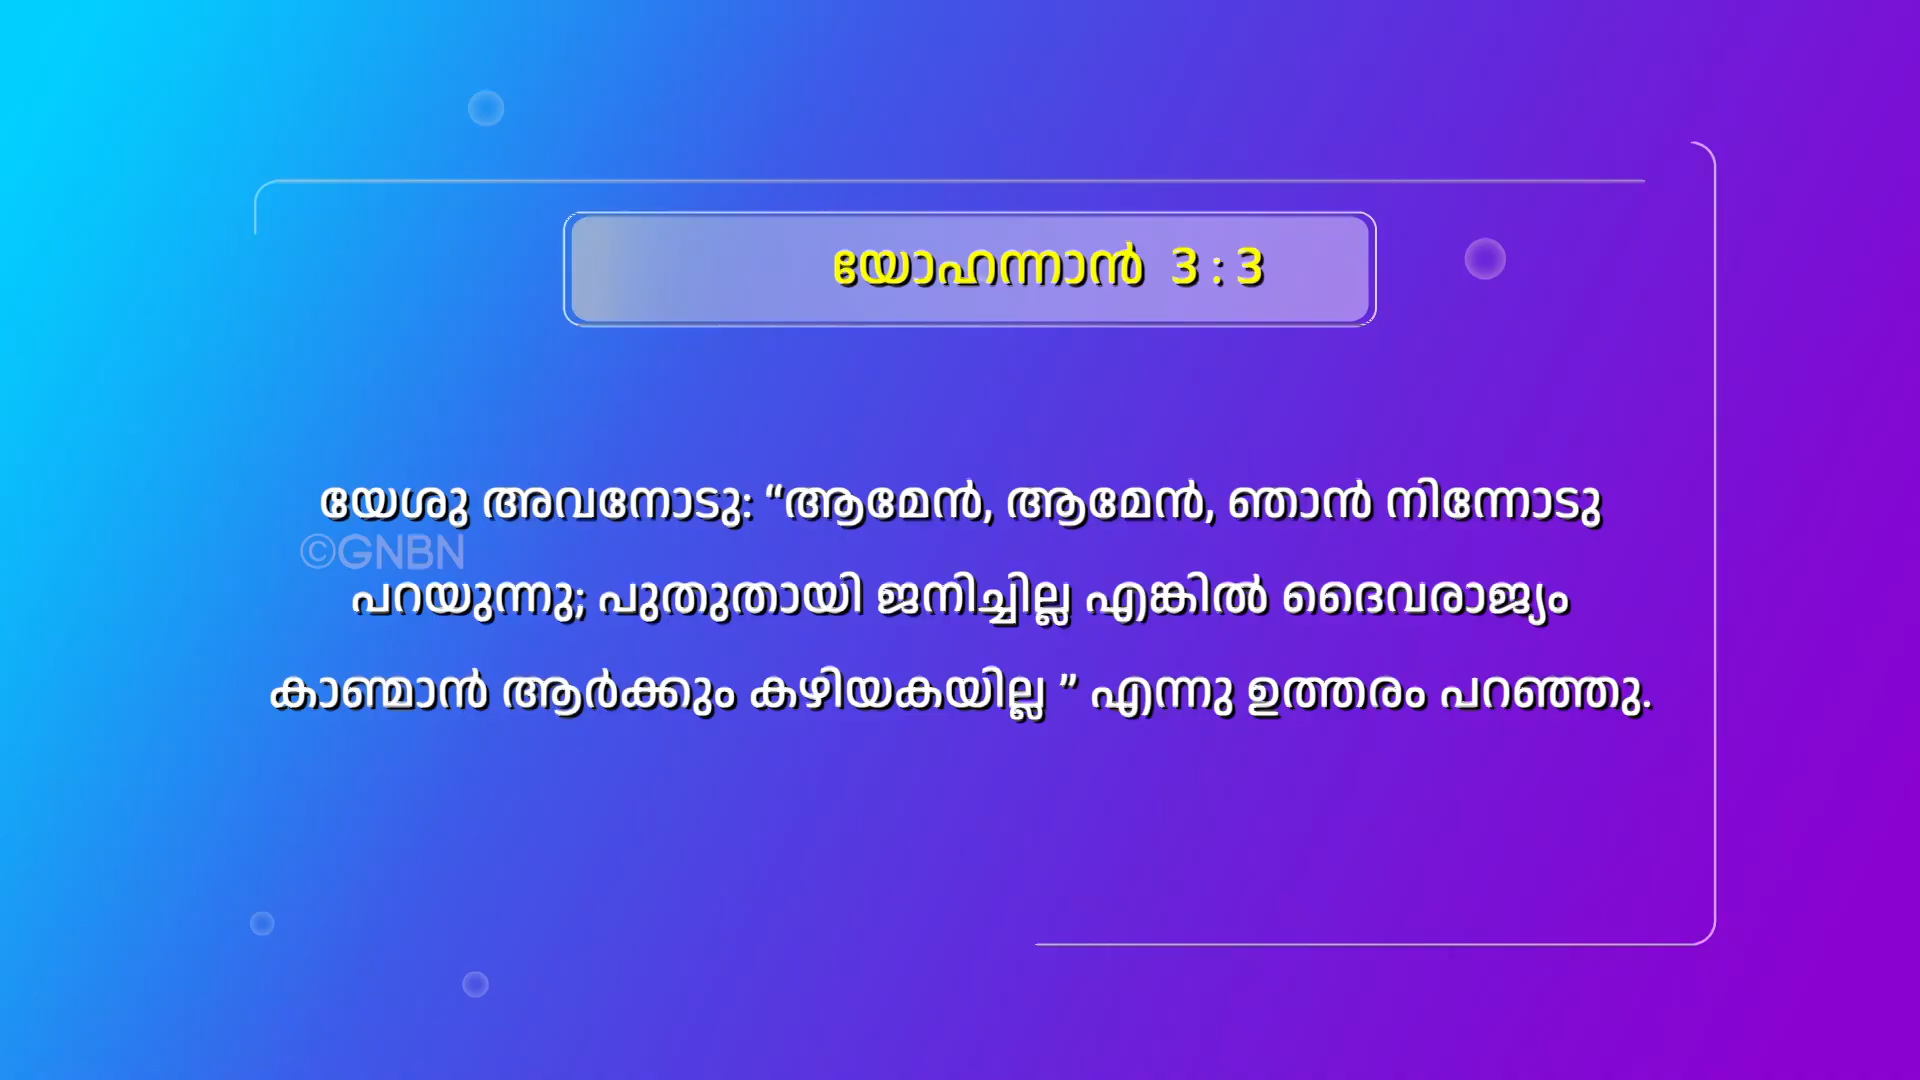 യോഹന്നാൻ 3 : 3
യേശു അവനോടു: “ആമേൻ, ആമേൻ, ഞാൻ നിന്നോടു
©GNBN
പറയുന്നു; പുതുതായി ജനിച്ചില്ല എങ്കിൽ ദൈവരാജ്യം
കാണ്മാൻ ആർക്കും കഴിയകയില്ല ” എന്നു ഉത്തരം പറഞ്ഞു.